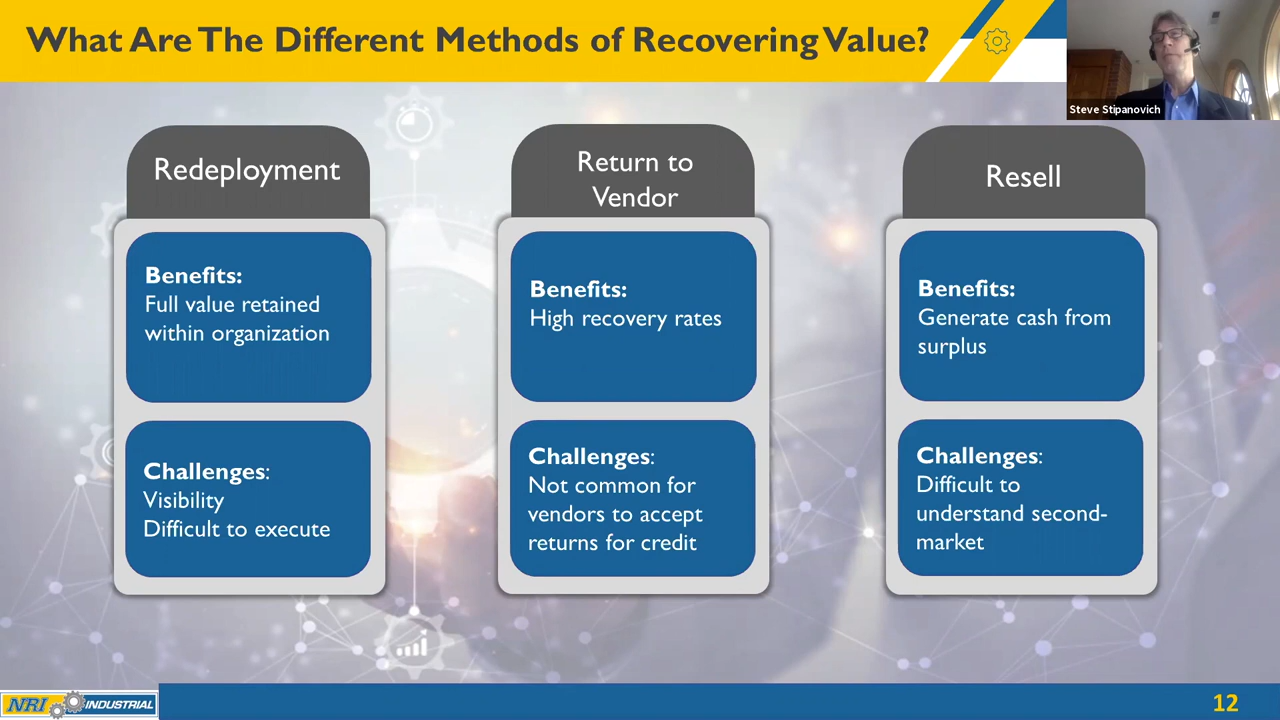 What Are The Different Methods of Recovering Value?
Steve Stipanovich
Redeployment
Benefits:
Full value retained
within organization
Challenges:
Visibility
Difficult to execute
Return to
Vendor
Benefits:
High recovery rates
Challenges:
Not common for
vendors to accept
returns for credit
Resell
Benefits:
Generate cash from
surplus
Challenges:
Difficult to
understand second-
market
NRI INDUSTRIAL
12